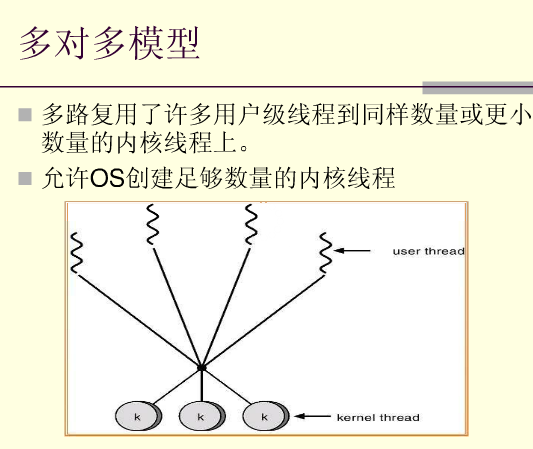 多对多模型
多路复用了许多用户级线程到同样数量或更小
数量的内核线程上。
允许OS创建足够数量的内核线程
user thread
k k k
kernel thread